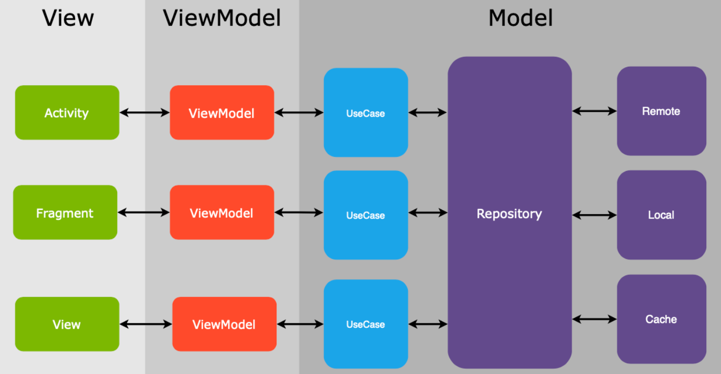 View
ViewModel
Model
Activity
ViewModel
UseCase
Repository
Remote
Fragment
ViewModel
UseCase
Local
View
ViewModel
UseCase
Cache